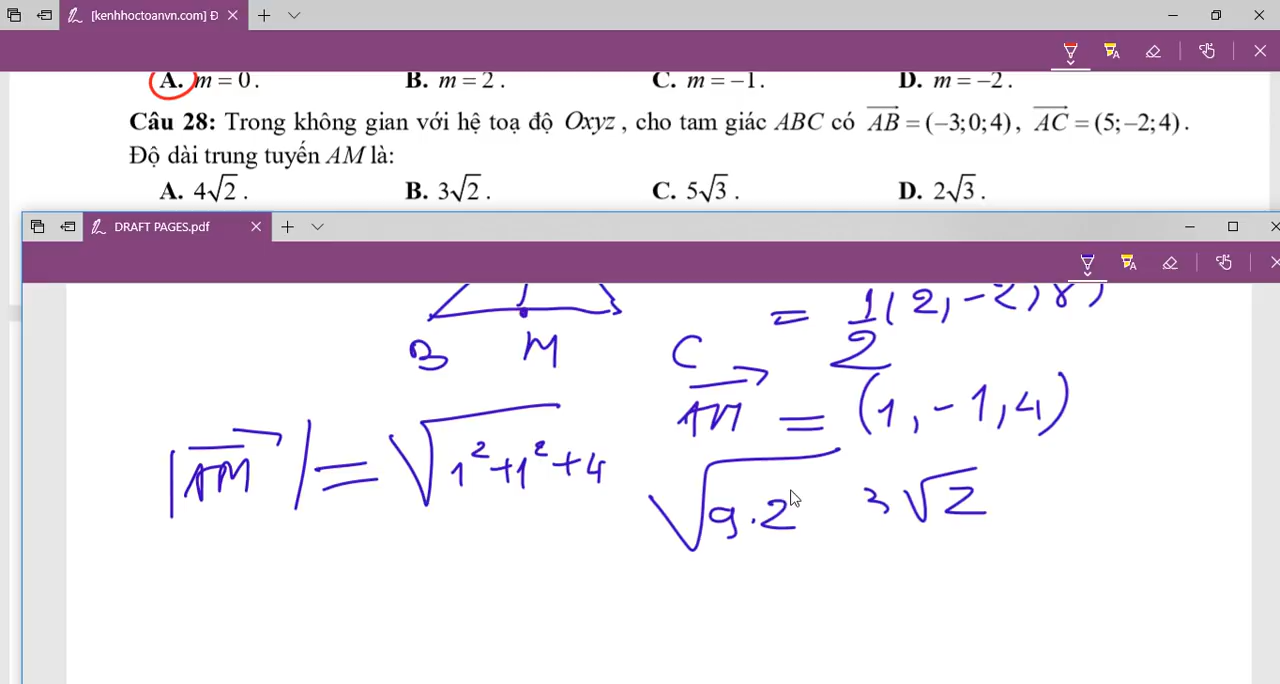 [kenhhoctoanvn.com] Đ
A. m = 0. B. m = 2. C. m = −1. D. m = −2.
Câu 28: Trong không gian với hệ toạ độ Oxyz, cho tam giác ABC có AB = (−3;0;4), AC = (5;−2;4).
Độ dài trung tuyến AM là:
A. 4√2. B. 3√2. C. 5√3. D. 2√3.
DRAFT PAGES.pdf
= 1/2 (2, -2, 8)
B M C
AM = (1, -1, 4)
|AM| = √1²+1²+4
√9.2 3√2